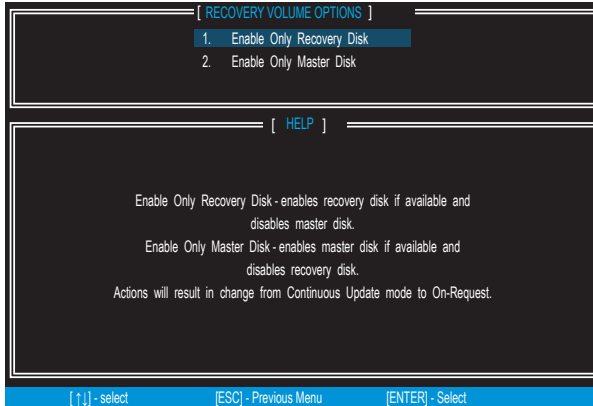 [ RECOVERY VOLUME OPTIONS ]
1. Enable Only Recovery Disk
2. Enable Only Master Disk
[ HELP ]
Enable Only Recovery Disk - enables recovery disk if available and
disables master disk.
Enable Only Master Disk - enables master disk if available and
disables recovery disk.
Actions will result in change from Continuous Update mode to On-Request.
[ ↑↓] - select [ESC] - Previous Menu [ENTER] - Select